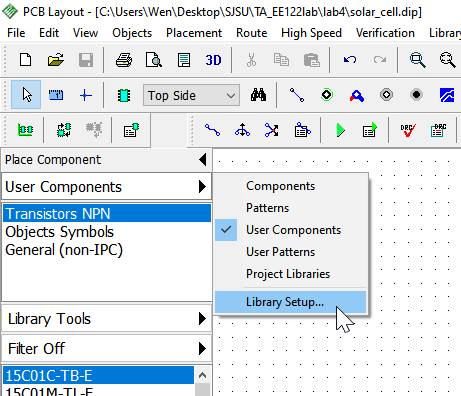 PCB Layout - [C:\Users\Wen\Desktop\SJSU\TA_EE122lab\lab4\solar_cell.dip]
File Edit View Objects Placement Route Highspeed Verification Library
3D
Top Side
DRC
Place Component
User Components
Components
Patterns
User Components
User Patterns
Project Libraries
Library Setup...
Transistors NPN
Objects Symbols
General (non-IPC)
Library Tools
Filter Off
15C01C-TB-E
15C01M-TL-E